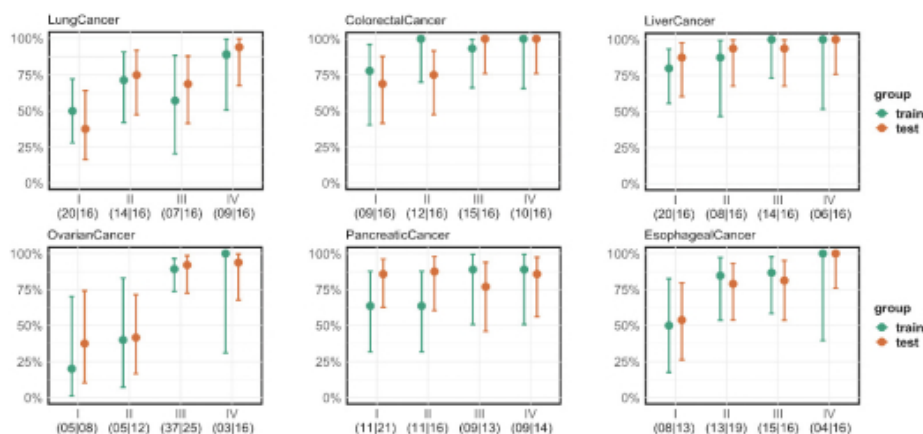 LungCancer
100%
75%
50%
25%
0%
I II III IV
(20|16) (14|16) (07|16) (09|16)
ColorectalCancer
100%
75%
50%
25%
0%
I II III IV
(09|16) (12|16) (15|16) (10|16)
LiverCancer
100%
75%
50%
25%
0%
I II III IV
(20|16) (08|16) (14|16) (06|16)
group
train
test
OvarianCancer
100%
75%
50%
25%
0%
I II III IV
(05|08) (05|12) (37|25) (03|16)
PancreaticCancer
100%
75%
50%
25%
0%
I II III IV
(11|21) (11|16) (09|13) (09|14)
EsophagealCancer
100%
75%
50%
25%
0%
I II III IV
(08|13) (13|19) (15|16) (04|16)
group
train
test